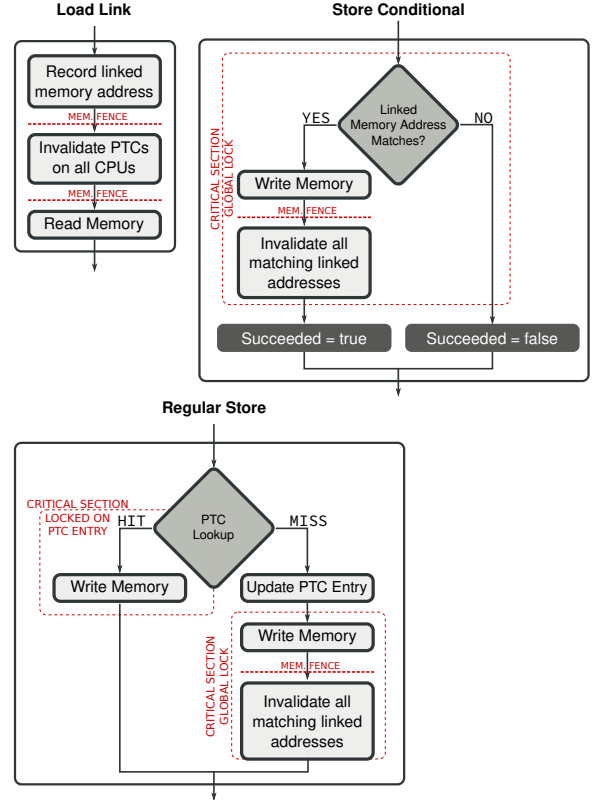 Load Link
Record linked
memory address
MEM. FENCE
Invalidate PTCs
on all CPUs
MEM. FENCE
Read Memory
Store Conditional
CRITICAL SECTION
GLOBAL LOCK
Linked
Memory Address
Matches?
YES
NO
Write Memory
MEM. FENCE
Invalidate all
matching linked
addresses
Succeeded = true
Succeeded = false
Regular Store
CRITICAL SECTION
LOCKED ON
PTC ENTRY
HIT
PTC
Lookup
MISS
Write Memory
Update PTC Entry
CRITICAL SECTION
GLOBAL LOCK
Write Memory
MEM. FENCE
Invalidate all
matching linked
addresses